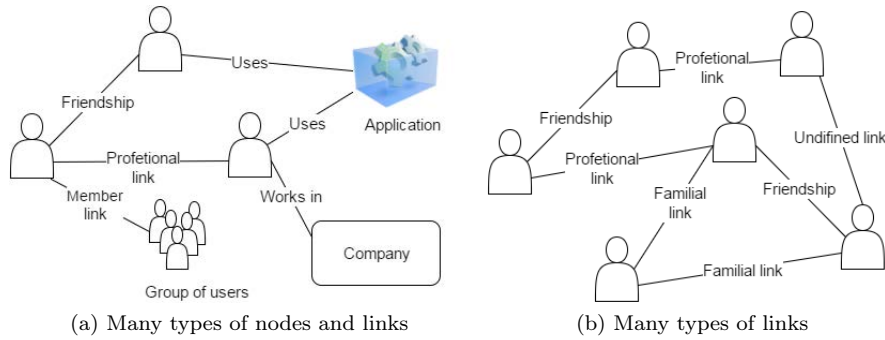 Uses
Friendship
Uses
Application
Profetional
link
Member
link
Works in
Company
Group of users
(a) Many types of nodes and links
Profetional
link
Friendship
Undifined link
Profetional
link
Familial
link
Friendship
Familial link
(b) Many types of links